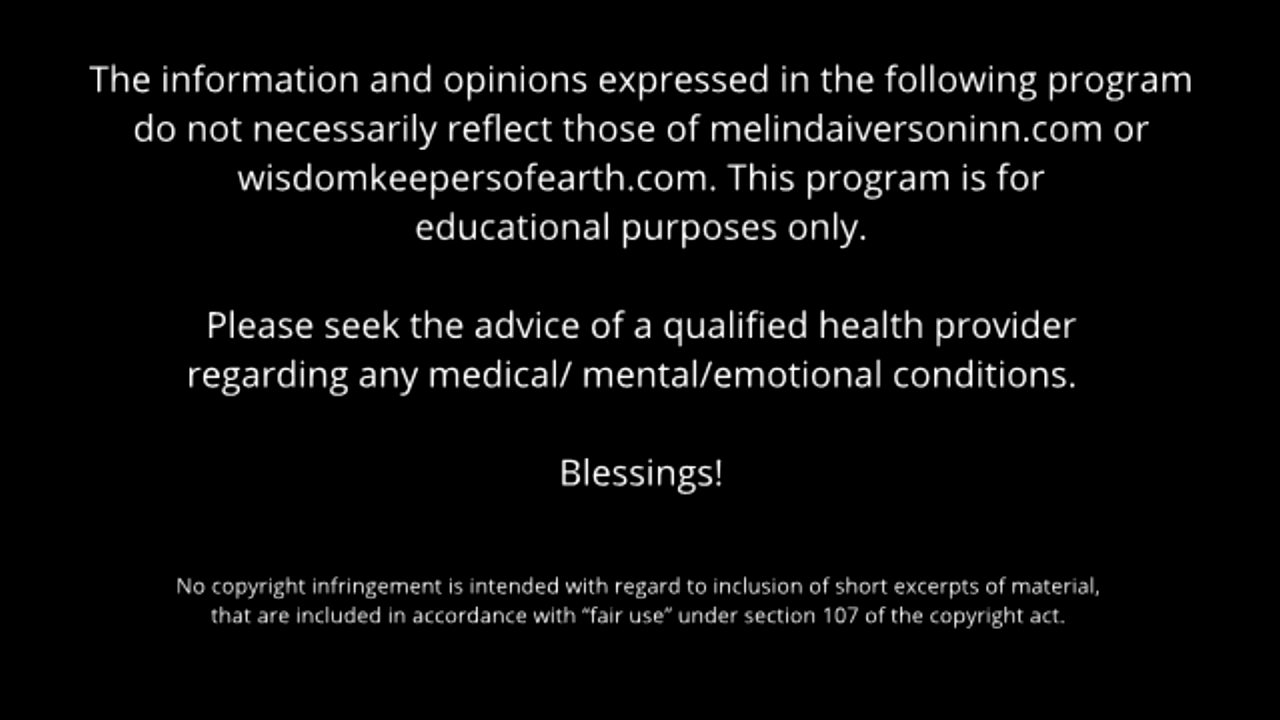 The information and opinions expressed in the following program
do not necessarily reflect those of melindaiversoninn.com or
wisdomkeepersofearth.com. This program is for
educational purposes only.
Please seek the advice of a qualified health provider
regarding any medical/ mental/emotional conditions.
Blessings!
No copyright infringement is intended with regard to inclusion of short excerpts of material,
that are included in accordance with “fair use” under section 107 of the copyright act.